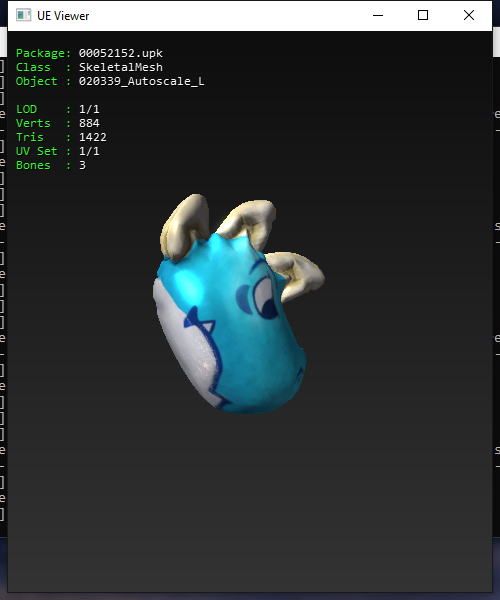 UE Viewer
Package: 00052152.upk
Class : SkeletalMesh
Object : 020339_Autoscale_L
LOD : 1/1
Verts : 884
Tris : 1422
UV Set : 1/1
Bones : 3